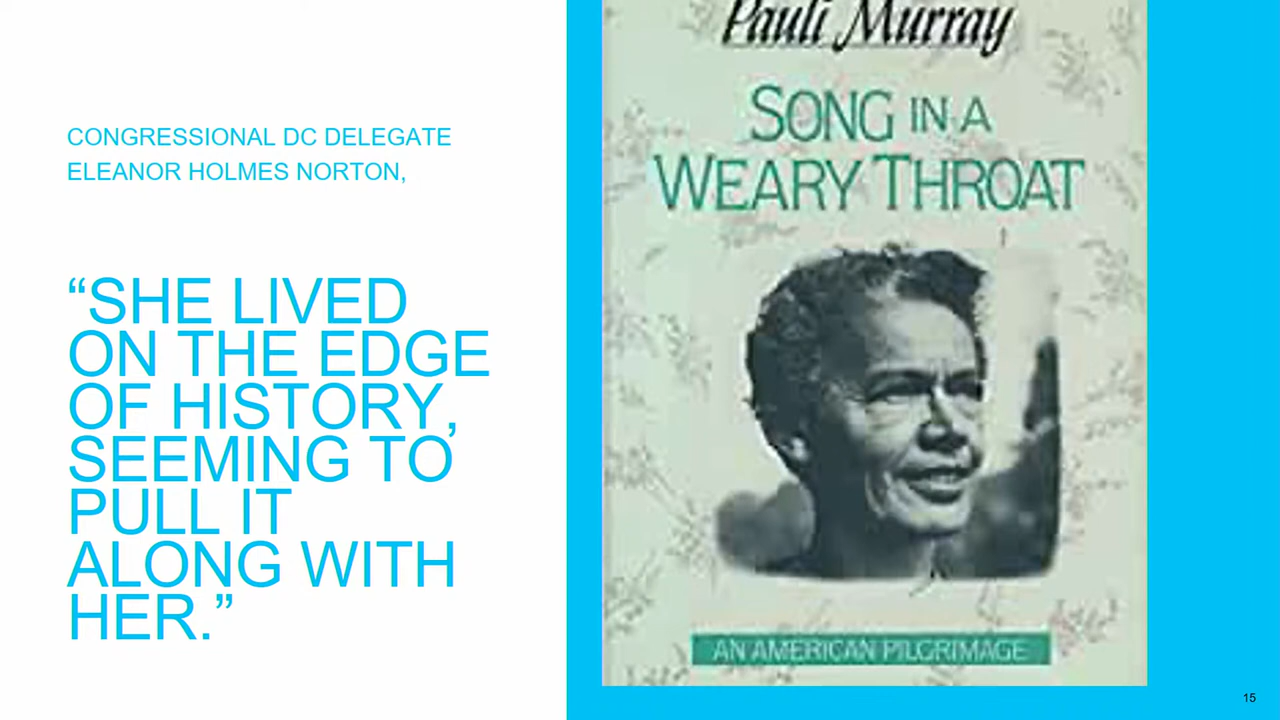 CONGRESSIONAL DC DELEGATE
ELEANOR HOLMES NORTON,
“SHE LIVED
ON THE EDGE
OF HISTORY,
SEEMING TO
PULL IT
ALONG WITH
HER.”
Pauli Murray
SONG IN A
WEARY THROAT
AN AMERICAN PILGRIMAGE
15